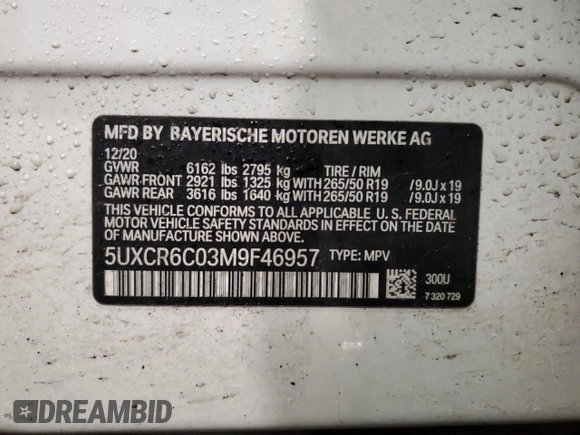 MFD BY BAYERISCHE MOTOREN WERKE AG
12/20
GVWR 6162 lbs 2795 kg TIRE / RIM
GAWR-FRONT 2921 lbs 1325 kg WITH 265/50 R19 /9.0J x 19
GAWR REAR 3616 lbs 1640 kg WITH 265/50 R19 /9.0J x 19
THIS VEHICLE CONFORMS TO ALL APPLICABLE U. S. FEDERAL
MOTOR VEHICLE SAFETY STANDARDS IN EFFECT ON THE DATE OF
MANUFACTURE SHOWN ABOVE.
5UXCR6C03M9F46957 TYPE: MPV
300U
7 320 729
DREAMBID